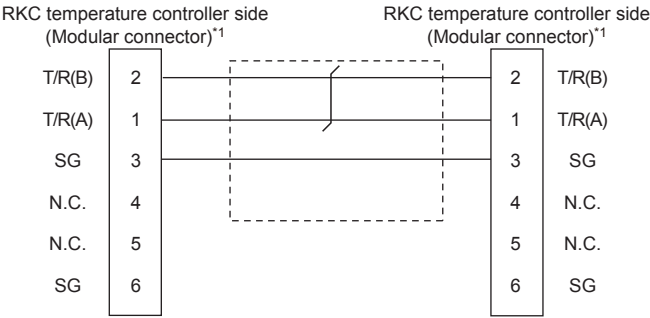 RKC temperature controller side RKC temperature controller side
(Modular connector)*1 (Modular connector)*1
T/R(B) 2 2 T/R(B)
T/R(A) 1 1 T/R(A)
SG 3 3 SG
N.C. 4 4 N.C.
N.C. 5 5 N.C.
SG 6 6 SG